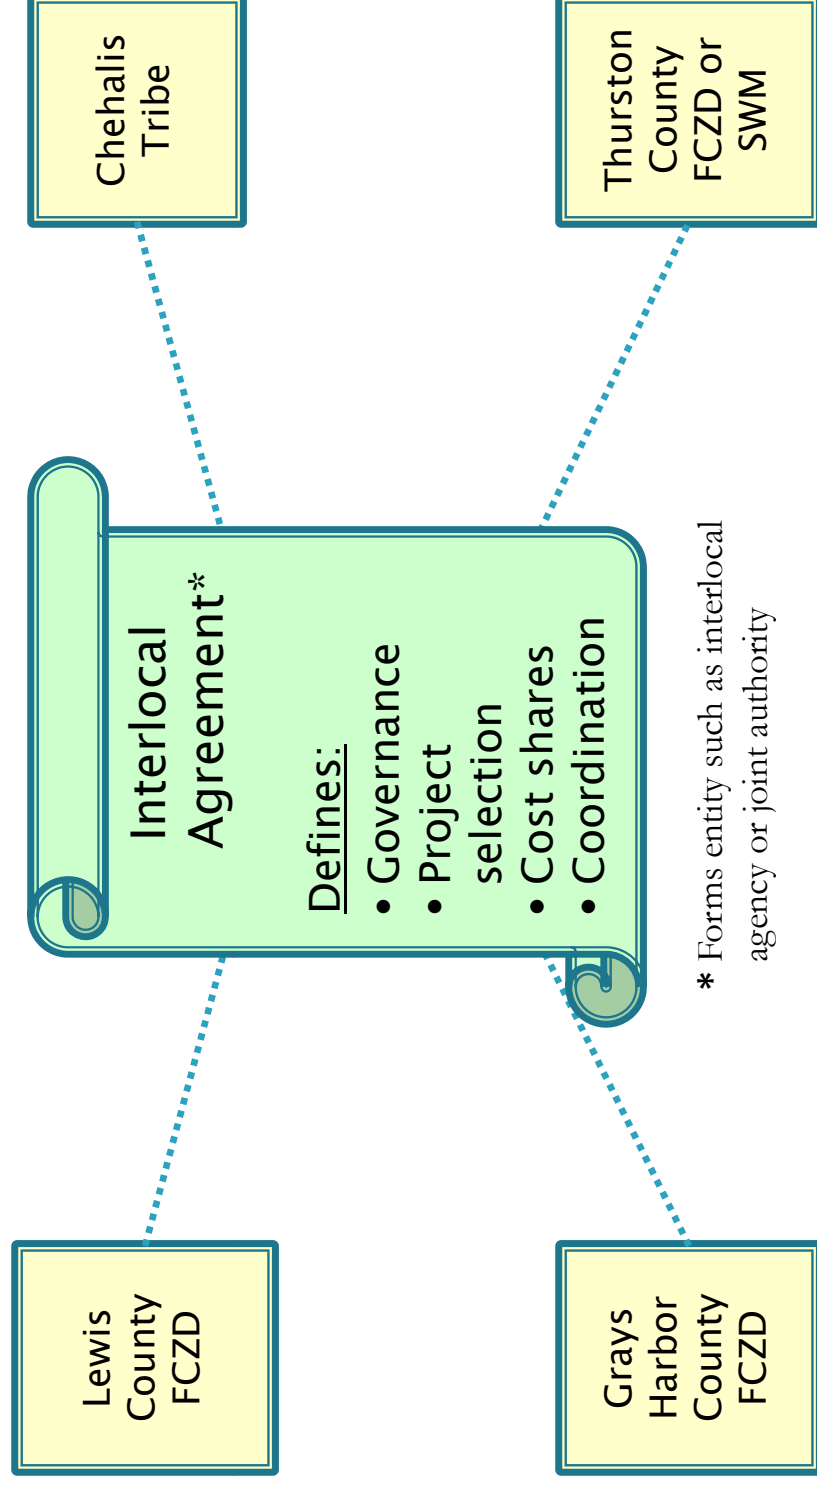 Lewis
County
FCZD
Chehalis
Tribe
Interlocal
Agreement*
Defines:
• Governance
• Project
selection
• Cost shares
• Coordination
Grays
Harbor
County
FCZD
Thurston
County
FCZD or
SWM
* Forms entity such as interlocal
agency or joint authority